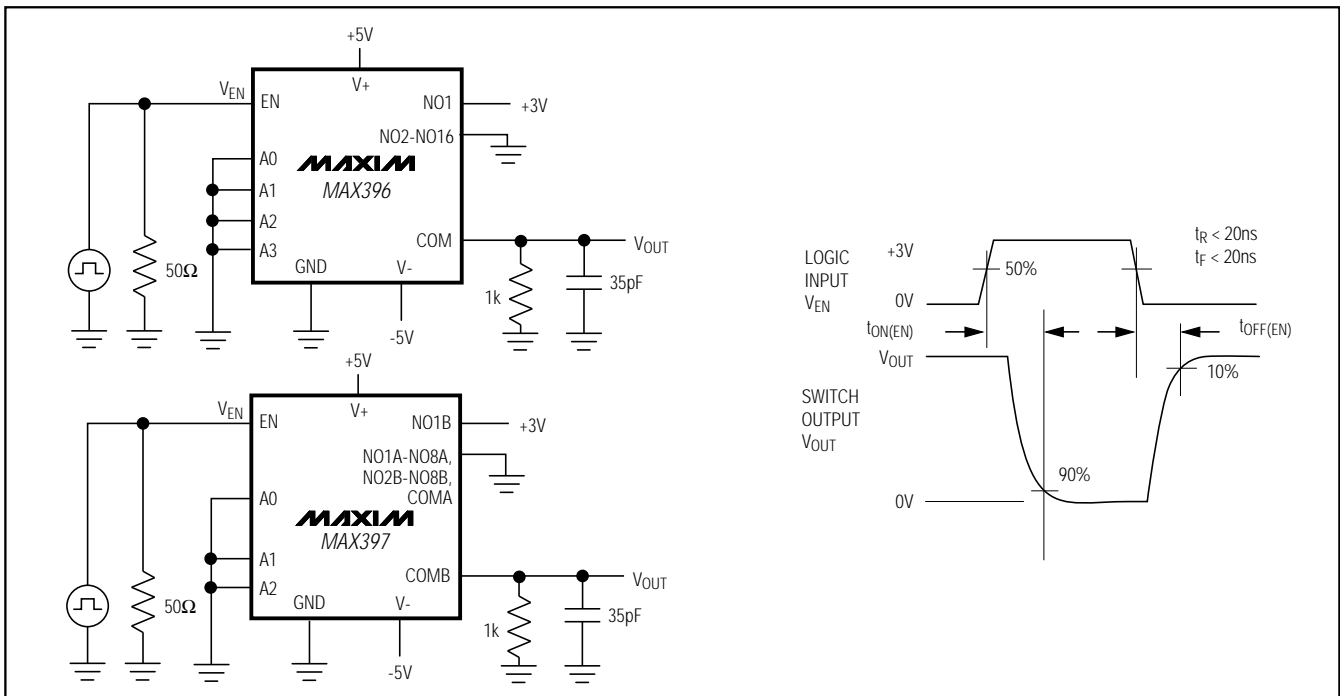 +5V
V+
VEN
EN
NO1
+3V
NO2-NO16
A0
MAXIM
MAX396
A1
A2
A3
COM
VOUT
GND
V-
50Ω
1k
35pF
-5V
+5V
V+
VEN
EN
NO1B
+3V
NO1A-NO8A,
NO2B-NO8B,
COMA
A0
MAXIM
MAX397
A1
A2
COMB
VOUT
GND
V-
50Ω
1k
35pF
-5V
LOGIC
INPUT
VEN
+3V
0V
50%
tR < 20ns
tF < 20ns
tON(EN)
tOFF(EN)
VOUT
10%
SWITCH
OUTPUT
VOUT
90%
0V